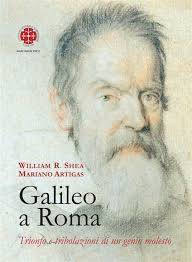 WILLIAM R. SHEA
MARIANO ARTIGAS
Galileo
a Roma
Trionfo e tribolazioni di un genio molesto